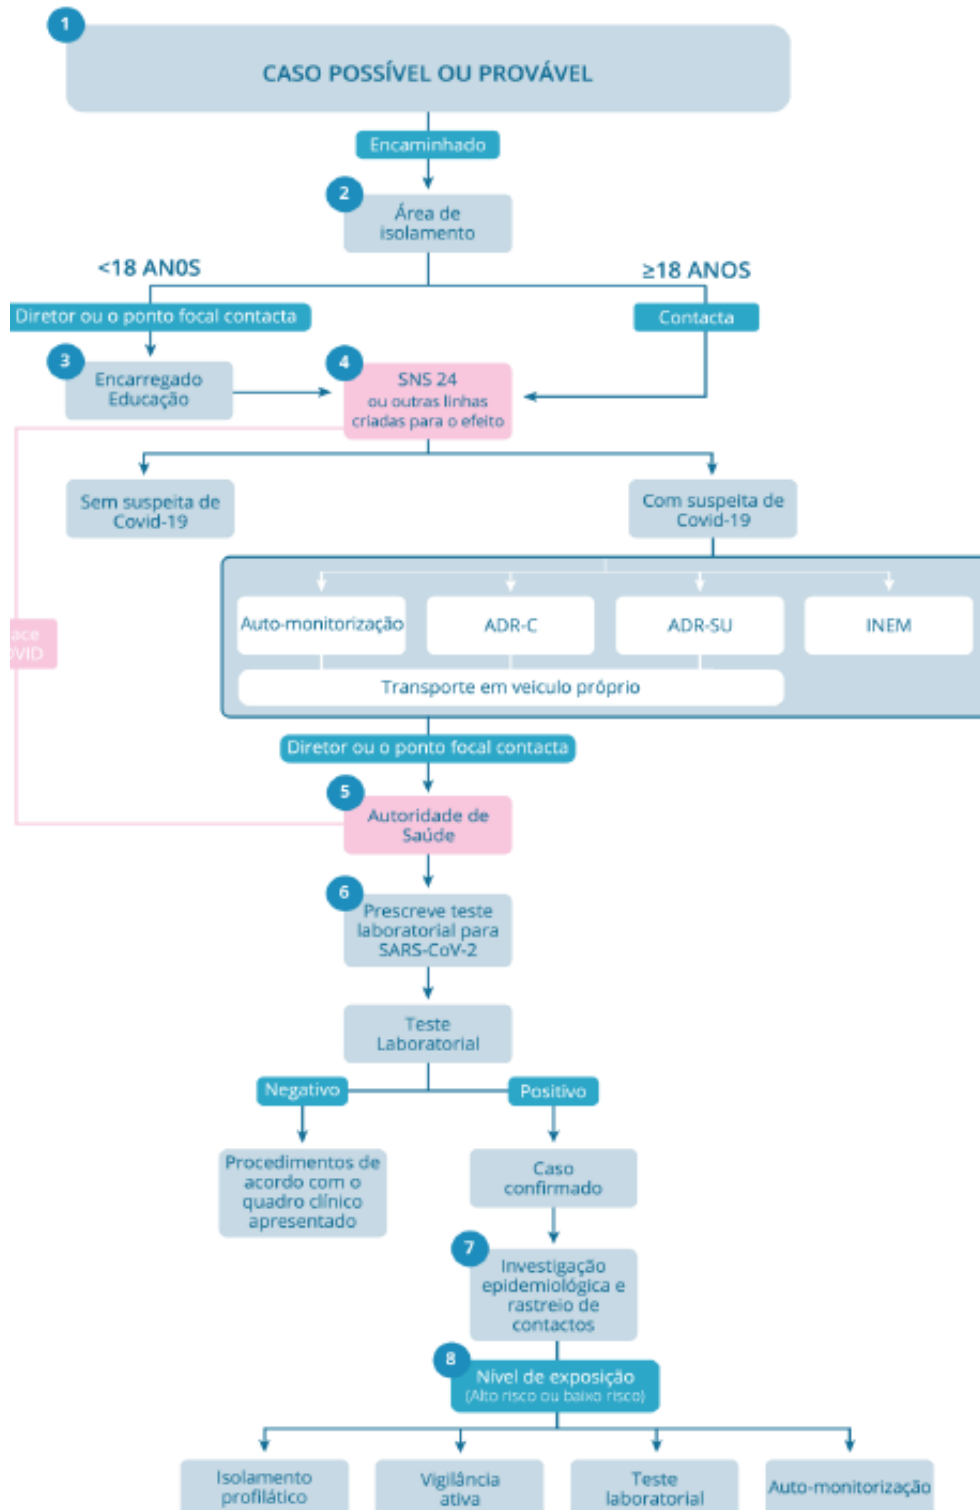 1
CASO POSSÍVEL OU PROVÁVEL
Encaminhado
2
Área de
isolamento
<18 AN0S
≥18 ANOS
Diretor ou o ponto focal contacta
Contacta
3
Encarregado
Educação
4
SNS 24
ou outras linhas
criadas para o efeito
Sem suspeita de
Covid-19
Com suspeita de
Covid-19
Auto-monitorização
ADR-C
ADR-SU
INEM
Transporte em veiculo próprio
Diretor ou o ponto focal contacta
5
Autoridade de
Saúde
6
Prescreve teste
laboratorial para
SARS-CoV-2
Teste
Laboratorial
Negativo
Positivo
Procedimentos de
acordo com o
quadro clínico
apresentado
Caso
confirmado
7
Investigação
epidemiológica e
rastreio de
contactos
8
Nível de exposição
(Alto risco ou baixo risco)
Isolamento
profilático
Vigilância
ativa
Teste
laboratorial
Auto-monitorização